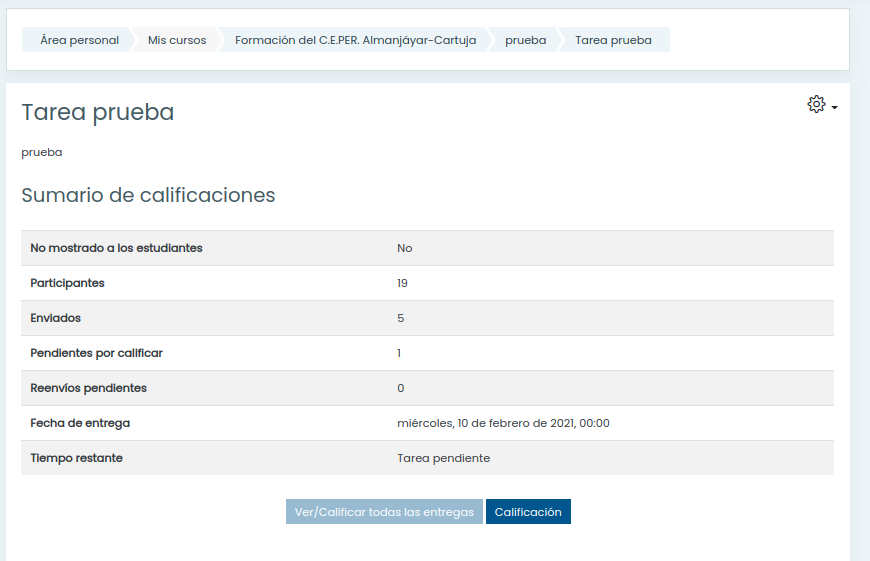 Área personal Mis cursos Formación del C.E.PER. Almanjáyar-Cartuja prueba Tarea prueba
Tarea prueba
prueba
Sumario de calificaciones
No mostrado a los estudiantes No
Participantes 19
Enviados 5
Pendientes por calificar 1
Reenvíos pendientes 0
Fecha de entrega miércoles, 10 de febrero de 2021, 00:00
Tiempo restante Tarea pendiente
Ver/Calificar todas las entregas Calificación